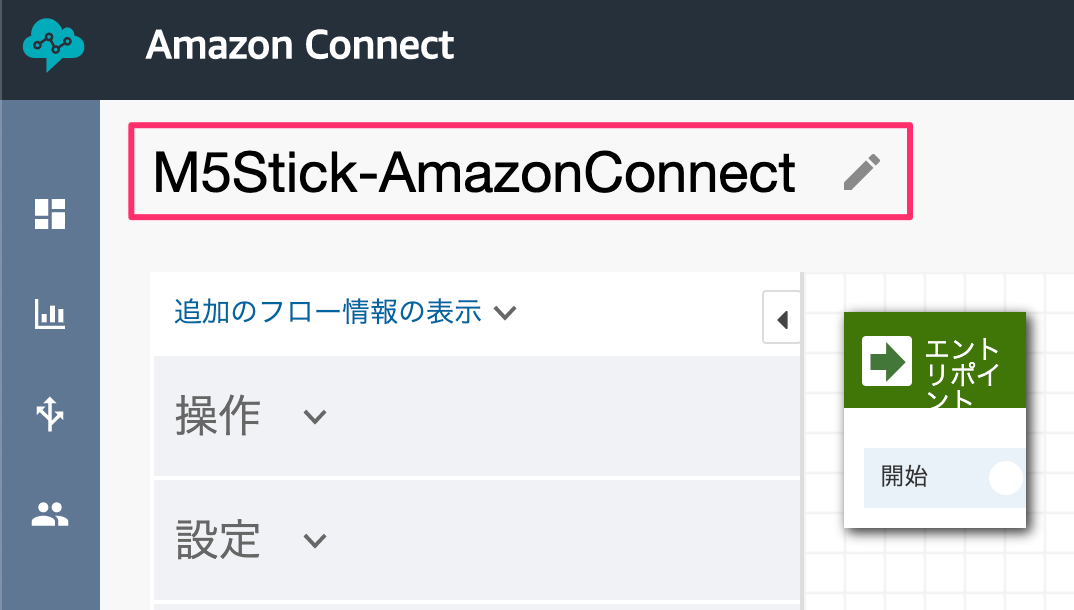 Amazon Connect
M5Stick-AmazonConnect
追加のフロー情報の表示
操作
設定
エント
リポイ
ント
開始